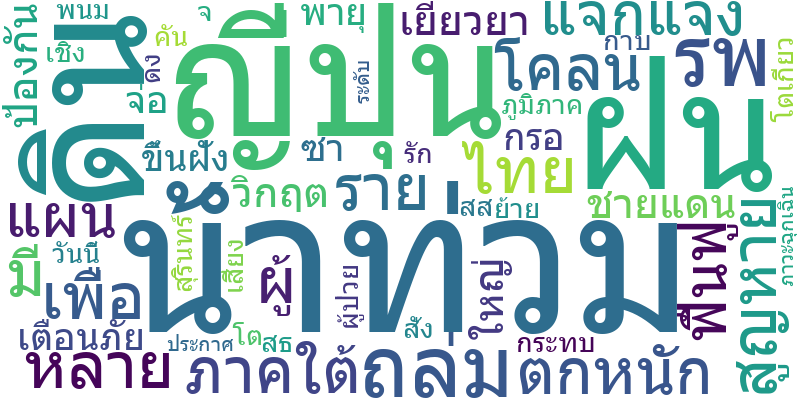 พนม
จ
พายุ
เยียวยา
แจกแจง
ป้องกัน
เชิง
คัน
ดง
ดิน
ญี่ปุ่น
ระดับ
โคลน
กาบ
รพ
โตเกียว
จ่อ
ภูมิภาค
ฝน
ขึ้นฝั่ง
ซ่า
รัก
กรอ
ไทย
แผ่น
วิกฤต
ราย
สส
ย้าย
ชายแดน
น้ำท่วม
มี
วันนี้
สุรินทร์
เสี่ยง
ผู้
ผู้ป่วย
ใหญ่
ฟื้นฟู
สูญหาย
ภาวะฉุกเฉิน
เพื่อ
เตือนภัย
ประกาศ
โต
สธ
สั่ง
กระทบ
หลาย
ภาคใต้
ถล่ม
ตกหนัก